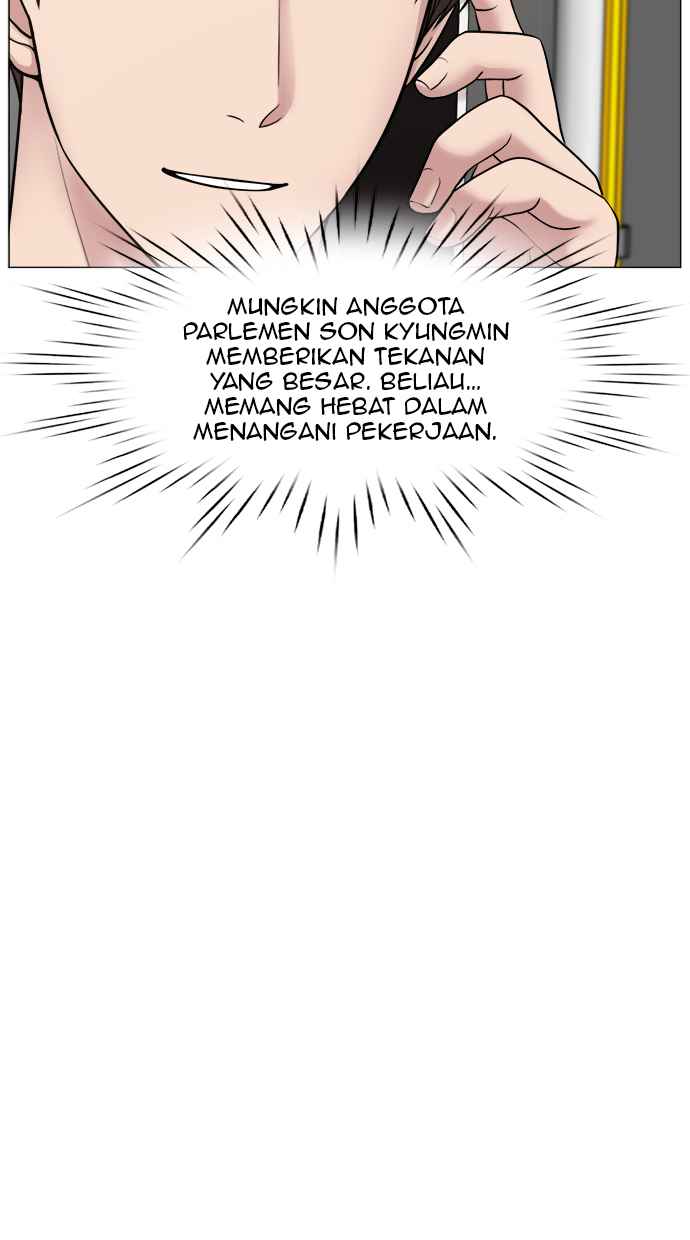 MUNGKIN ANGGOTA
PARLEMEN SON KYUNGMIN
MEMBERIKAN TEKANAN
YANG BESAR. BELIAU...
MEMANG HEBAT DALAM
MENANGANI PEKERJAAN.